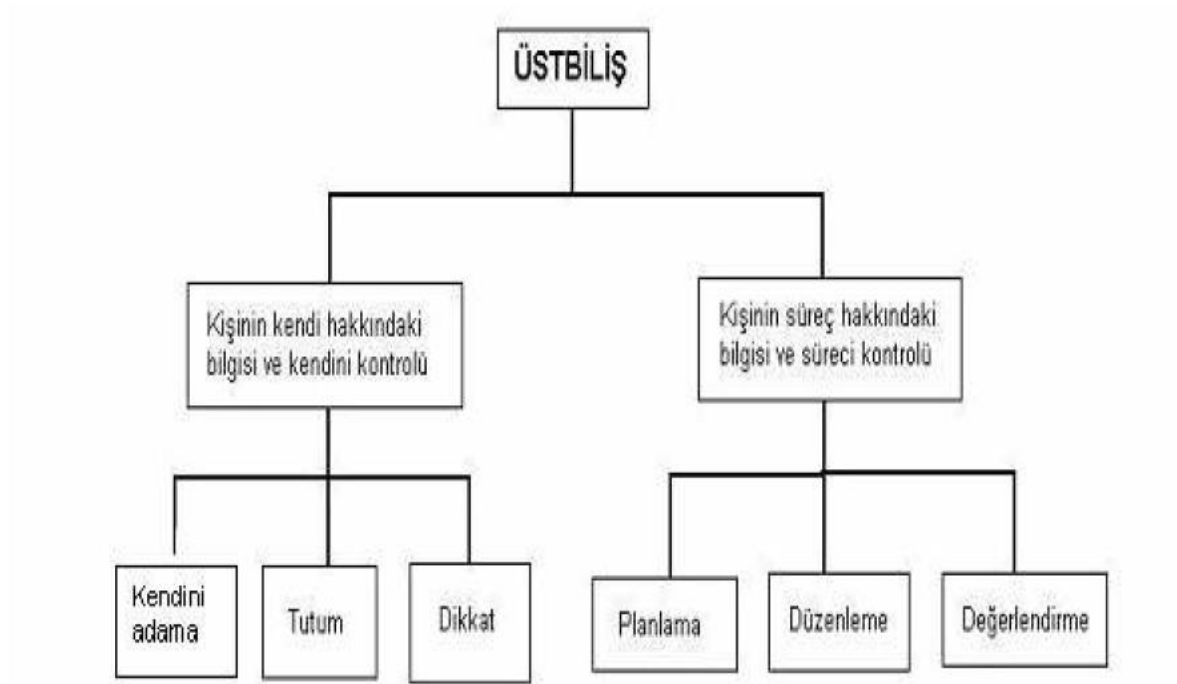 ÜSTBİLİŞ
Kişinin kendi hakkındaki
bilgisi ve kendini kontrolü
Kişinin süreç hakkındaki
bilgisi ve süreci kontrolü
Kendini
adama
Tutum
Dikkat
Planlama
Düzenleme
Değerlendirme